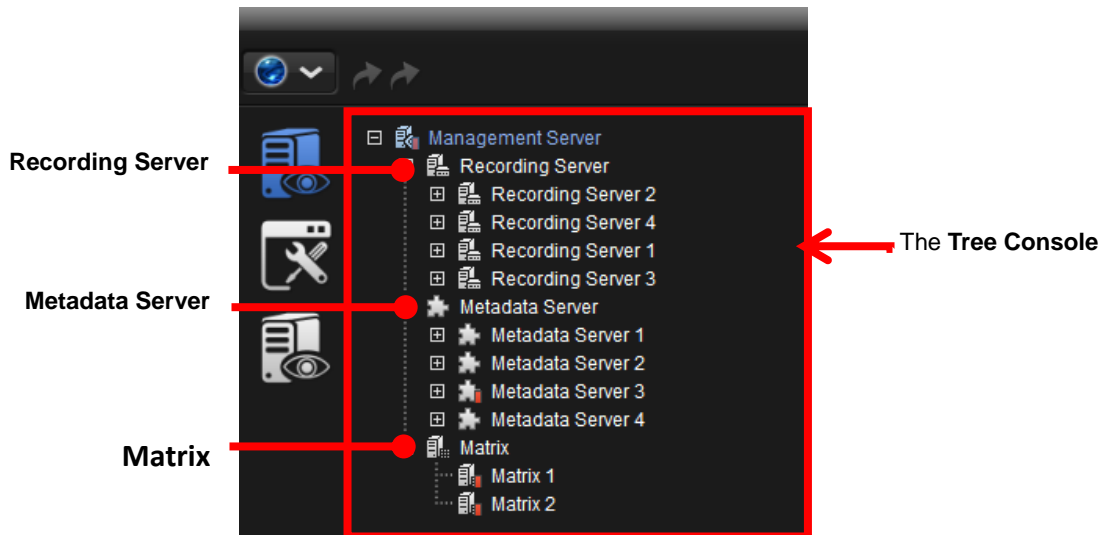 Management Server
Recording Server
Recording Server
Recording Server 2
Recording Server 4
Recording Server 1
The Tree Console
Recording Server 3
Metadata Server
Metadata Server
Metadata Server 1
Metadata Server 2
Metadata Server 3
Metadata Server 4
Matrix
Matrix
Matrix 1
Matrix 2